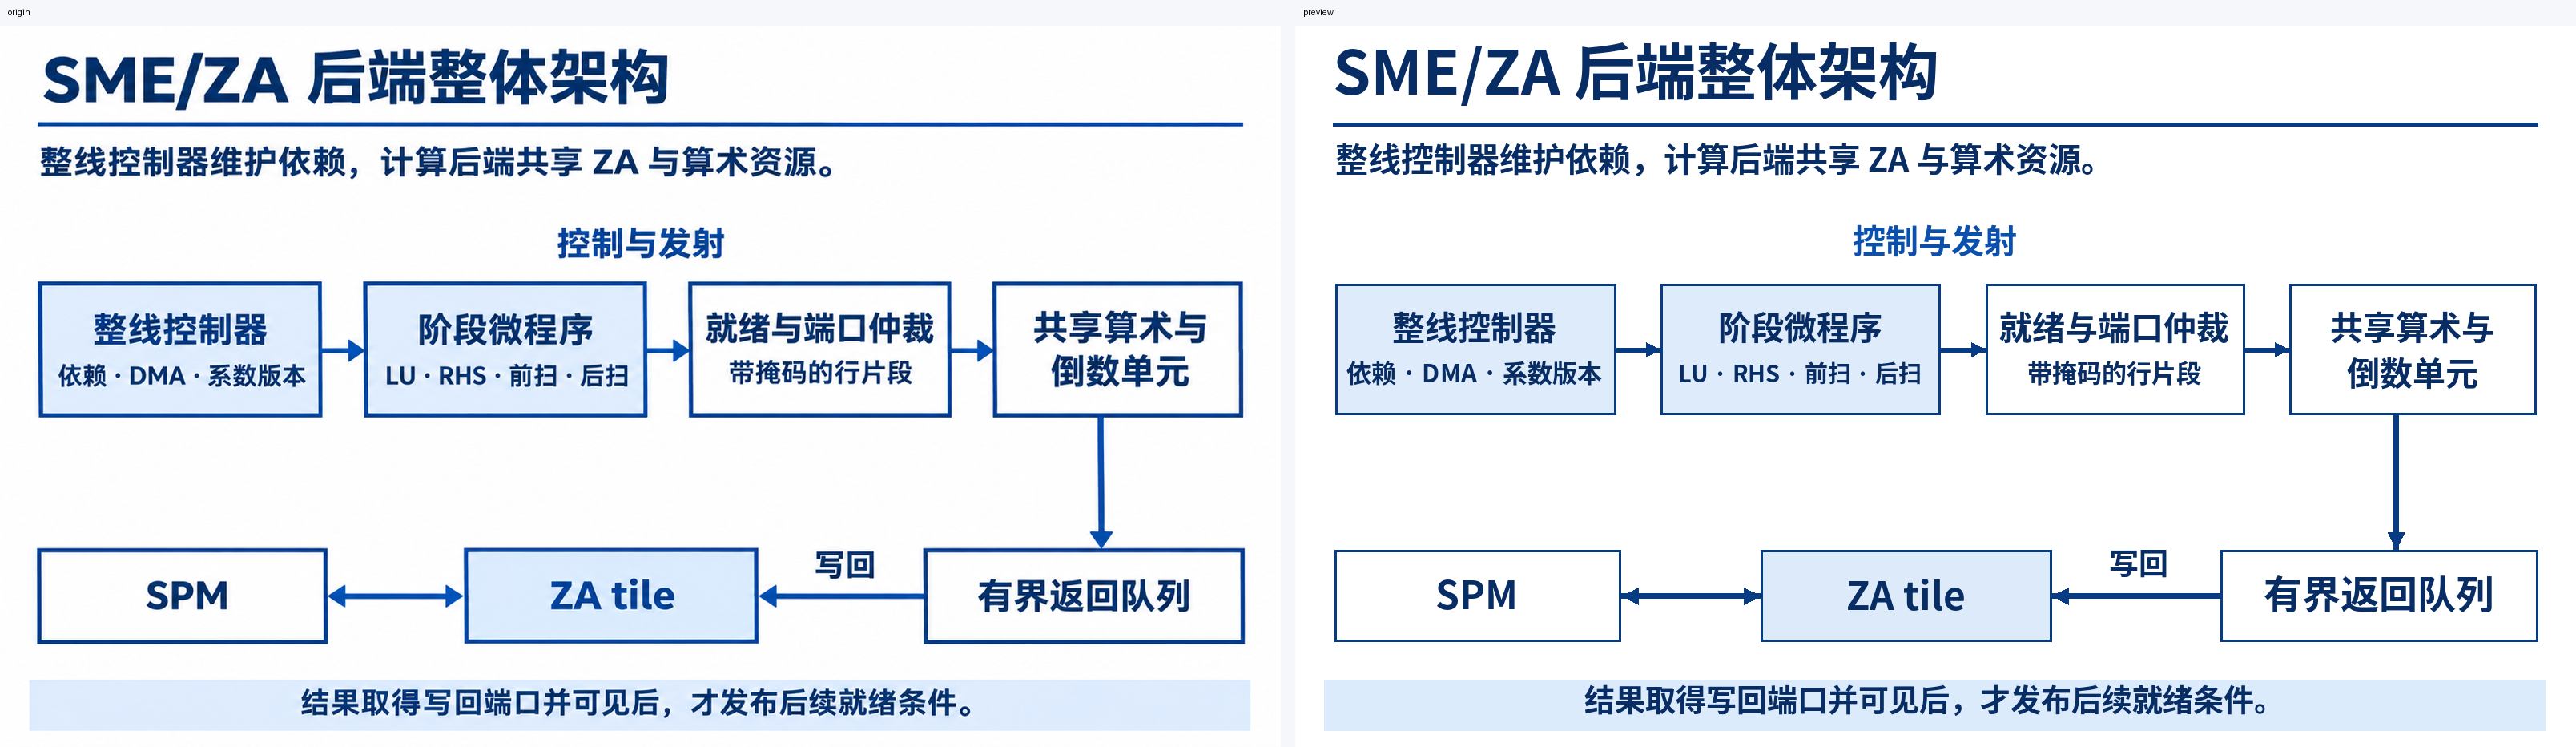 origin
SME/ZA 后端整体架构
整线控制器维护依赖，计算后端共享 ZA 与算术资源。
控制与发射
整线控制器
依赖 · DMA · 系数版本
阶段微程序
LU · RHS · 前扫 · 后扫
就绪与端口仲裁
带掩码的行片段
共享算术与
倒数单元
SPM
ZA tile
写回
有界返回队列
结果取得写回端口并可见后，才发布后续就绪条件。
preview
SME/ZA 后端整体架构
整线控制器维护依赖，计算后端共享 ZA 与算术资源。
控制与发射
整线控制器
依赖 · DMA · 系数版本
阶段微程序
LU · RHS · 前扫 · 后扫
就绪与端口仲裁
带掩码的行片段
共享算术与
倒数单元
SPM
ZA tile
写回
有界返回队列
结果取得写回端口并可见后，才发布后续就绪条件。